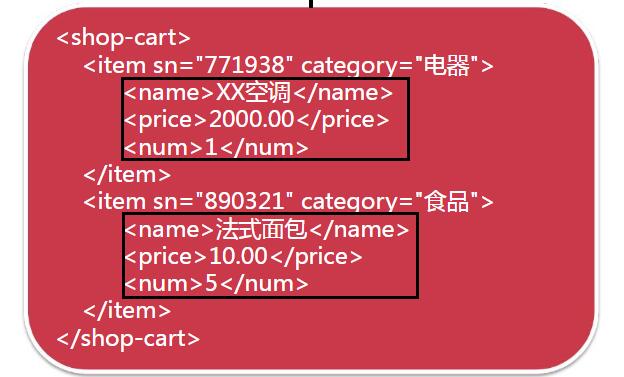 <shop-cart>
<item sn="771938" category="电器">
<name>XX空调</name>
<price>2000.00</price>
<num>1</num>
</item>
<item sn="890321" category="食品">
<name>法式面包</name>
<price>10.00</price>
<num>5</num>
</item>
</shop-cart>